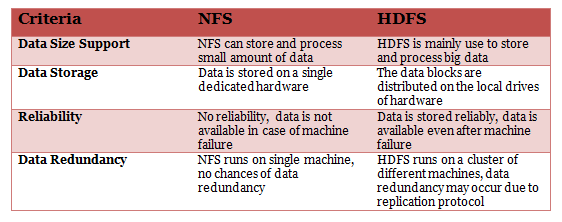 Criteria NFS HDFS
Data Size Support NFS can store and process HDFS is mainly use to store
small amount of data and process big data
Data Storage Data is stored on a single The data blocks are
dedicated hardware distributed on the local drives
of hardware
Reliability No reliability, data is not Data is stored reliably, data is
available in case of machine available even after machine
failure failure
Data Redundancy NFS runs on single machine, HDFS runs on a cluster of
no chances of data different machines, data
redundancy redundancy may occur due to
replication protocol